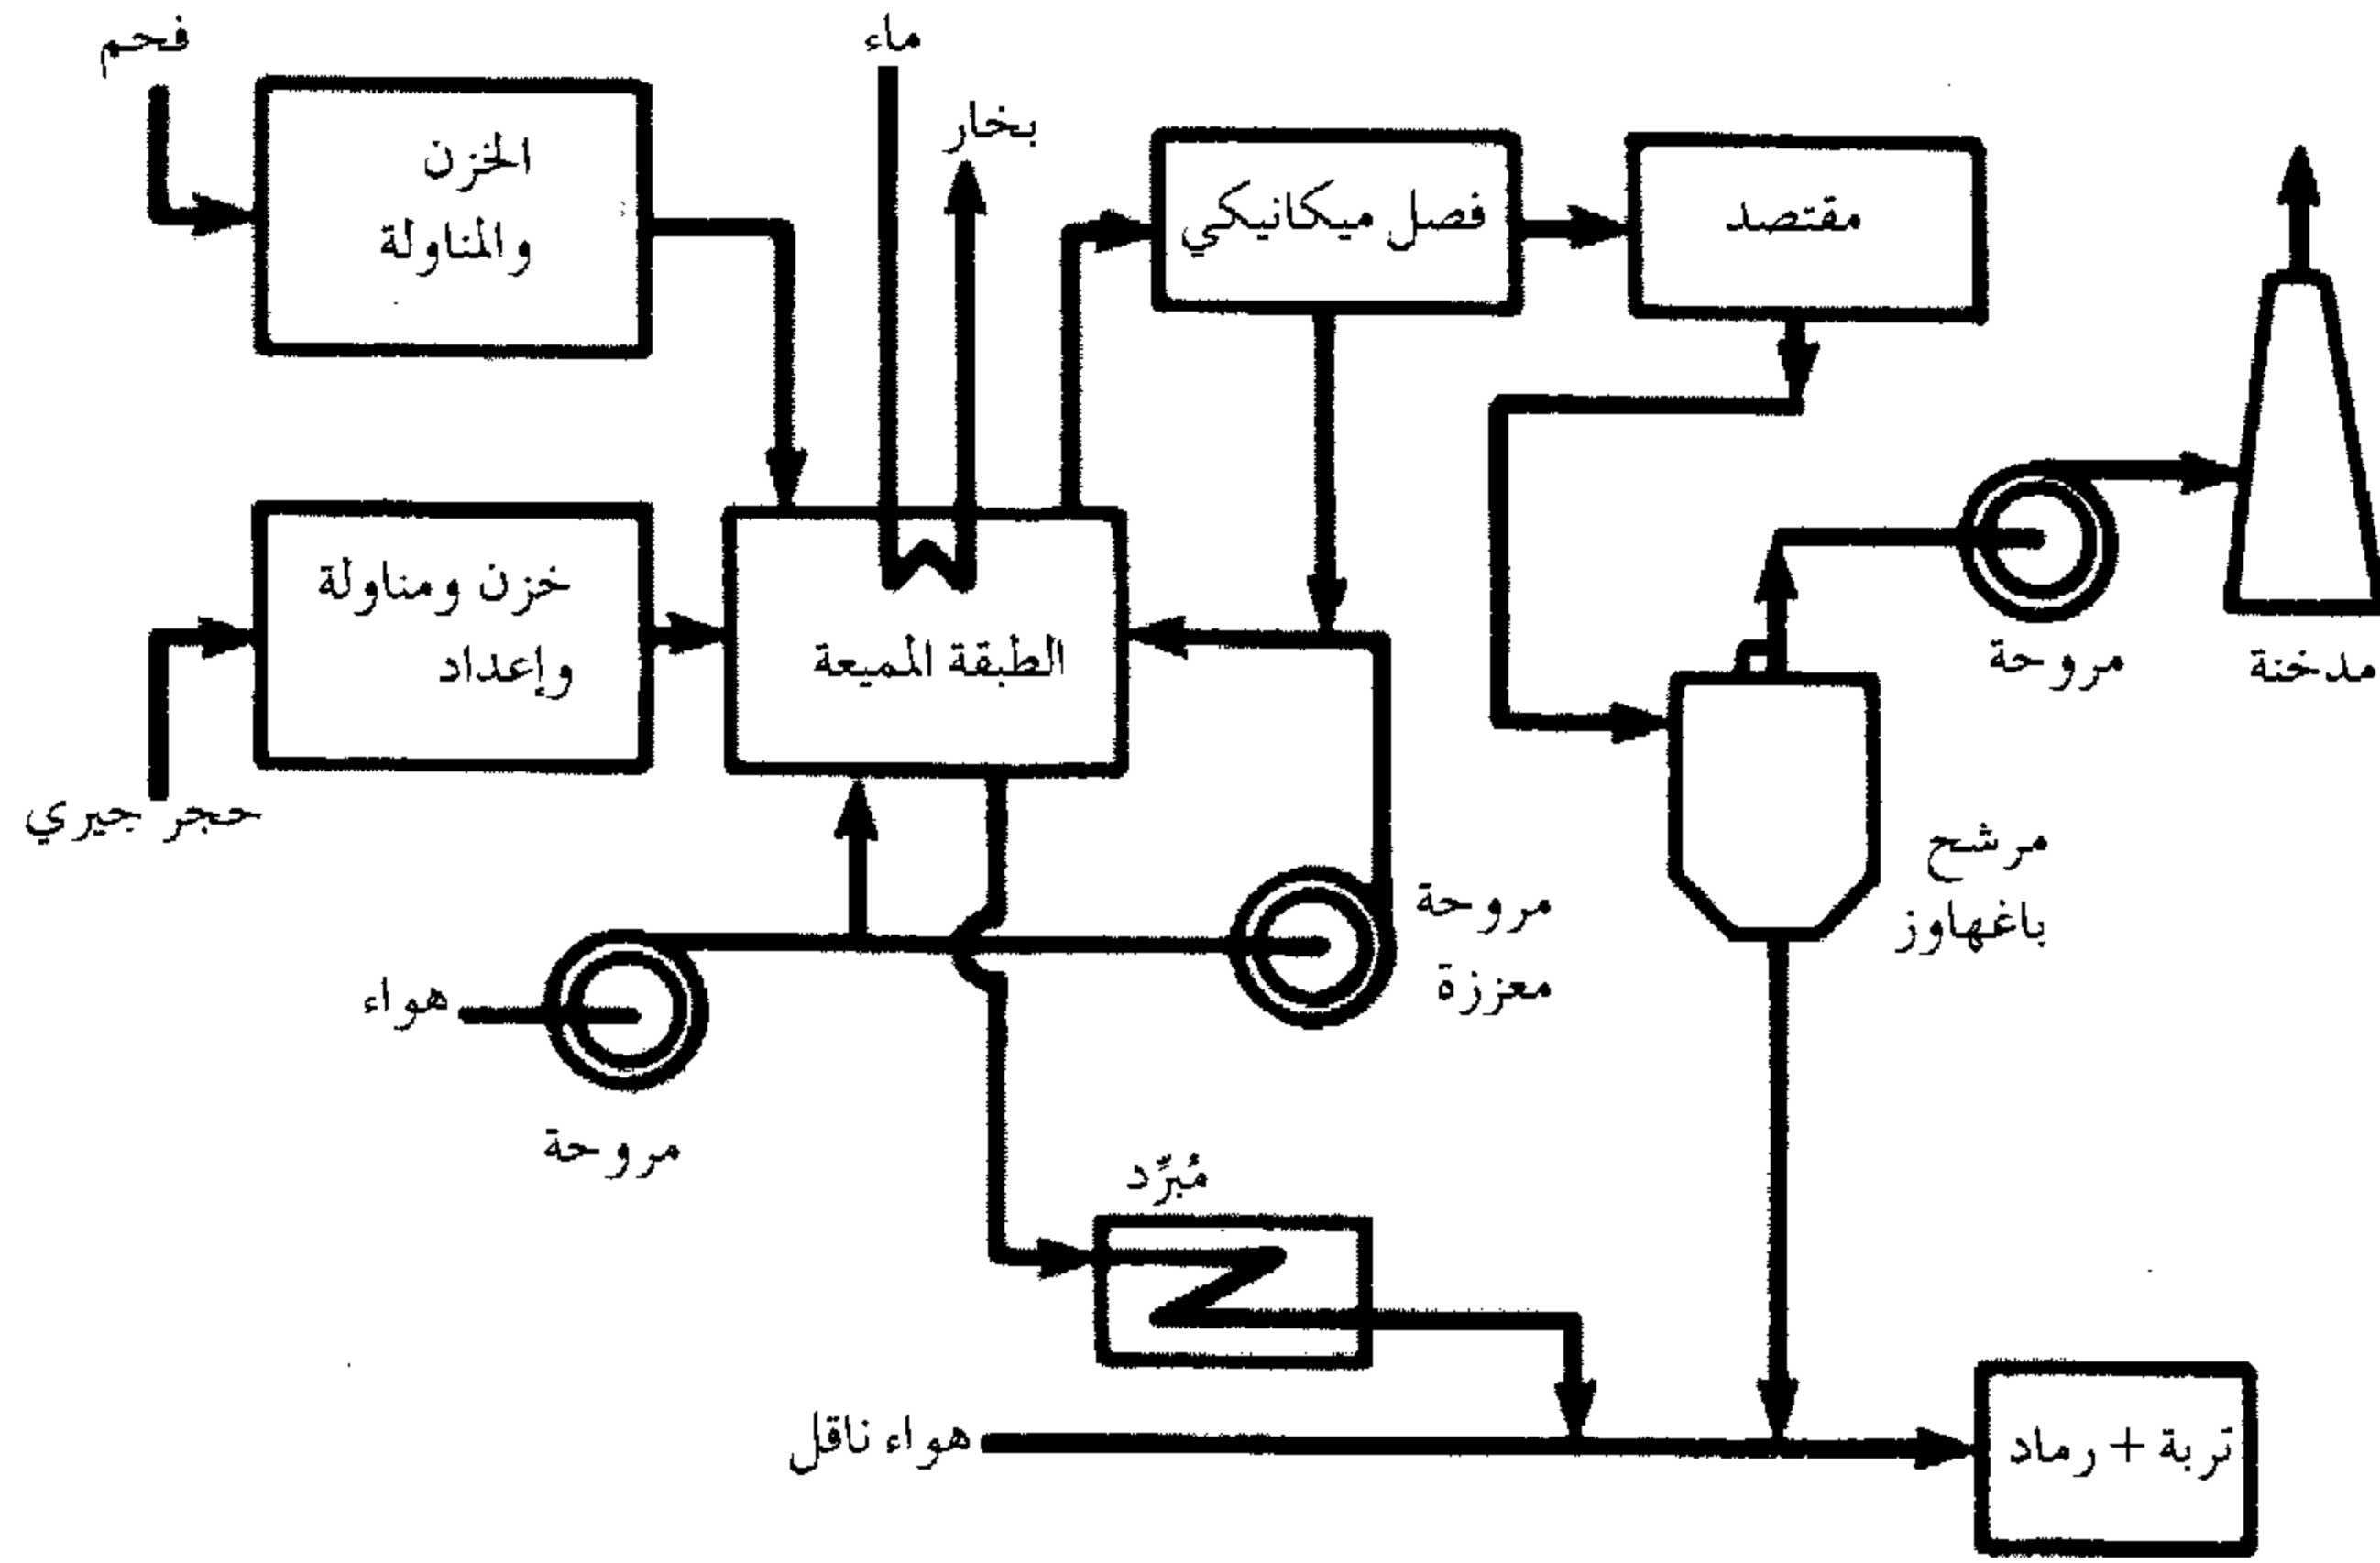 فحم
ماء
بخار
الخزن
والمناولة
فصل ميكانيكي
مقتصد
خزن ومناولة
وإعداد
الطبقة المميعة
مروحة
مدخنة
حجر جيري
مرشح
باغهاوز
مروحة
معززة
هواء
مروحة
مُبرِّد
هواء ناقل
تربة + رماد